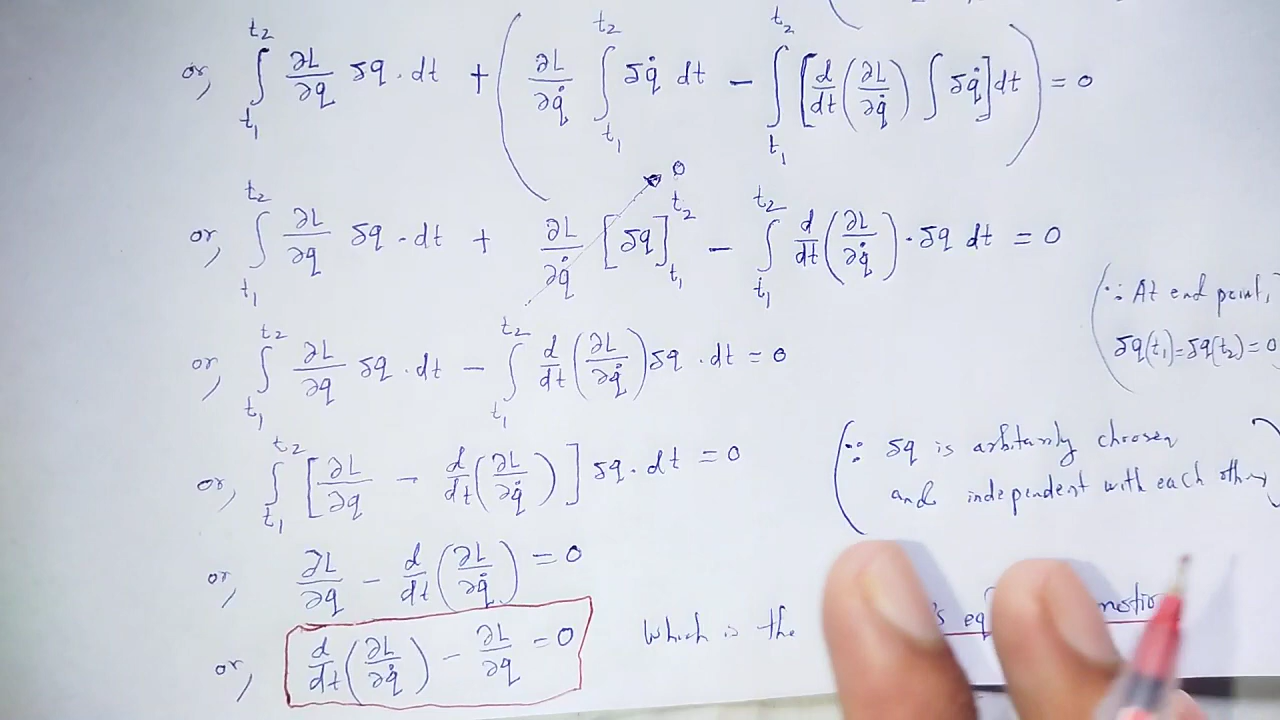 or, ∫_{t₁}^{t₂} ∂L/∂q δq · dt + ( ∂L/∂q̇ ∫_{t₁}^{t₂} δq̇ dt − ∫_{t₁}^{t₂} [ d/dt (∂L/∂q̇) ∫ δq̇ ] dt ) = 0
or, ∫_{t₁}^{t₂} ∂L/∂q δq · dt + ∂L/∂q̇ [δq]_{t₁}^{t₂} → 0 − ∫_{t₁}^{t₂} d/dt (∂L/∂q̇) · δq dt = 0
(∵ At end point,
δq(t₁) = δq(t₂) = 0
or, ∫_{t₁}^{t₂} ∂L/∂q δq · dt − ∫_{t₁}^{t₂} d/dt (∂L/∂q̇) δq · dt = 0
or, ∫_{t₁}^{t₂} [ ∂L/∂q − d/dt (∂L/∂q̇) ] δq · dt = 0
(∵ δq is arbitarily choosen
and independent with each other)
or, ∂L/∂q − d/dt (∂L/∂q̇) = 0
or, d/dt (∂L/∂q̇) − ∂L/∂q = 0 Which is the 's eq